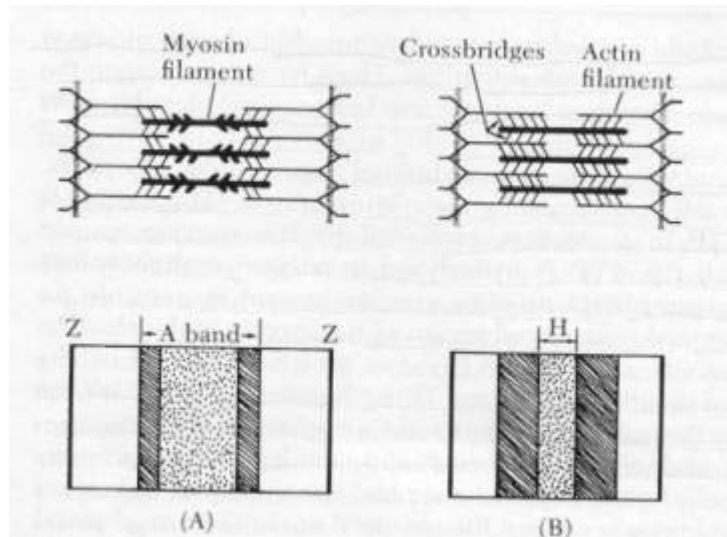 Myosin
filament
Crossbridges
Actin
filament
Z
A band
Z
H
(A)
(B)